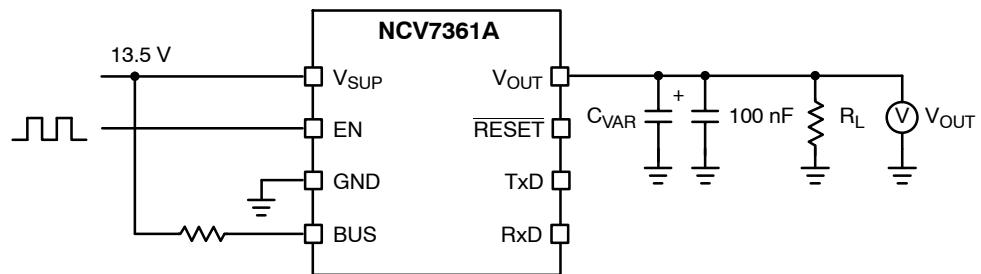 NCV7361A
13.5 V
V_SUP
V_OUT
EN
RESET
C_VAR
+
100 nF
R_L
V
V_OUT
GND
TxD
BUS
RxD